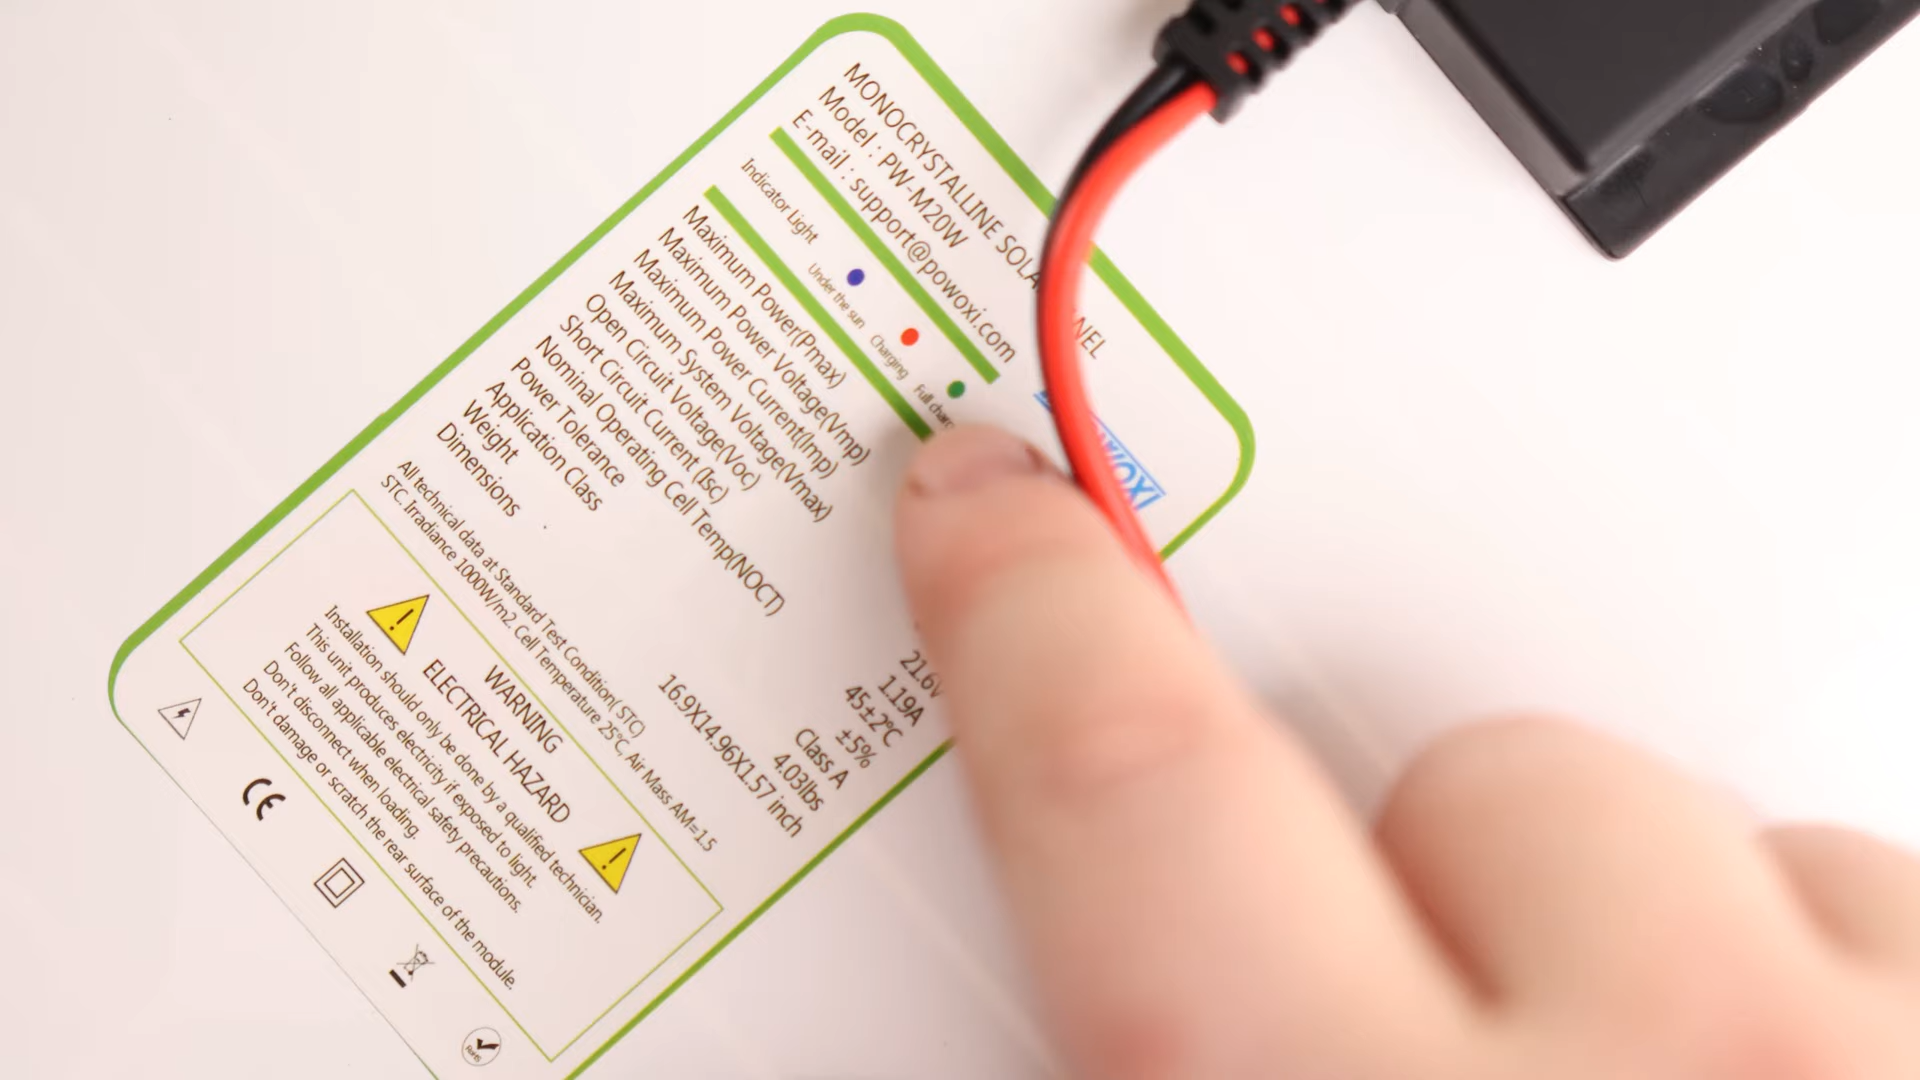 MONOCRYSTALLINE SOLA NEL
Model : PW-M20W
E-mail : support@powoxi.com
Indicator Light
Under the sun
Charging
Full
Maximum Power(Pmax)
Maximum Power Voltage(Vmp)
Maximum Power Current(Imp)
Maximum System Voltage(Vmax)
Open Circuit Voltage(Voc) 21.6V
Short Circuit Current (Isc) 1.19A
Nominal Operating Cell Temp(NOCT) 45±2°C
Power Tolerance ±5%
Application Class Class A
Weight 4.03lbs
Dimensions 16.9X14.96X1.57 inch
All technical data at Standard Test Condition( STC)
STC. Irradiance 1000W/m2. Cell Temperature 25°C, Air Mass AM=1.5
WARNING
ELECTRICAL HAZARD
Installation should only be done by a qualified technician.
This unit produces electricity if exposed to light.
Follow all applicable electrical safety precautions.
Don't disconnect when loading.
Don't damage or scratch the rear surface of the module.
CE
RoHS